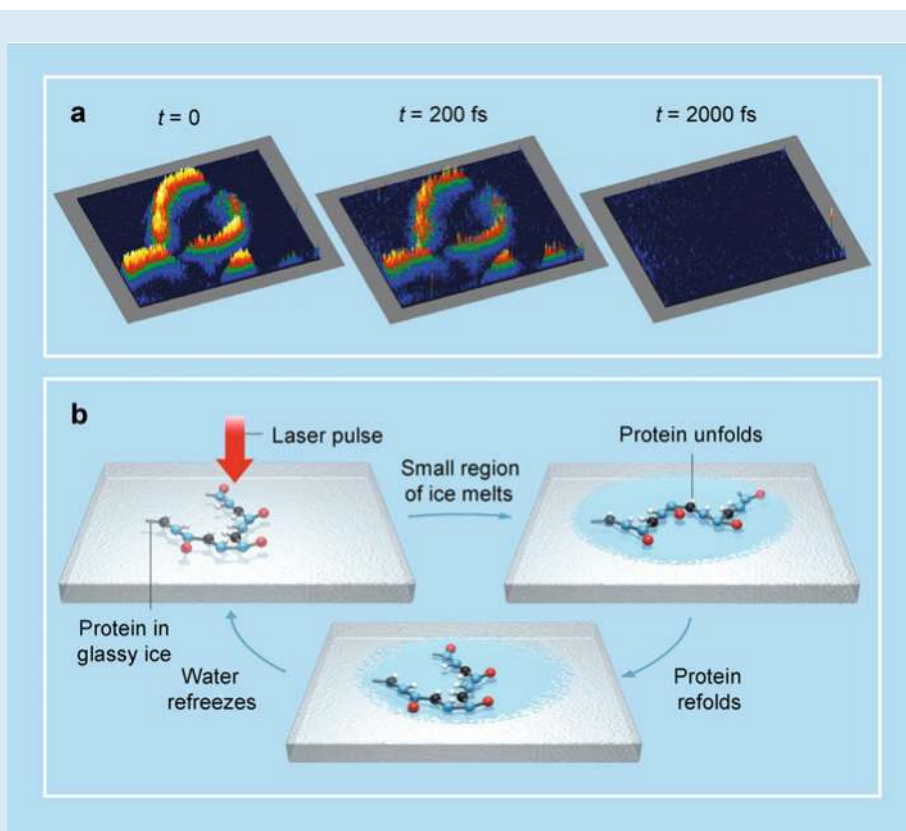 a
t = 0
t = 200 fs
t = 2000 fs
b
Laser pulse
Protein unfolds
Small region
of ice melts
Protein in
glassy ice
Water
refreezes
Protein
refolds